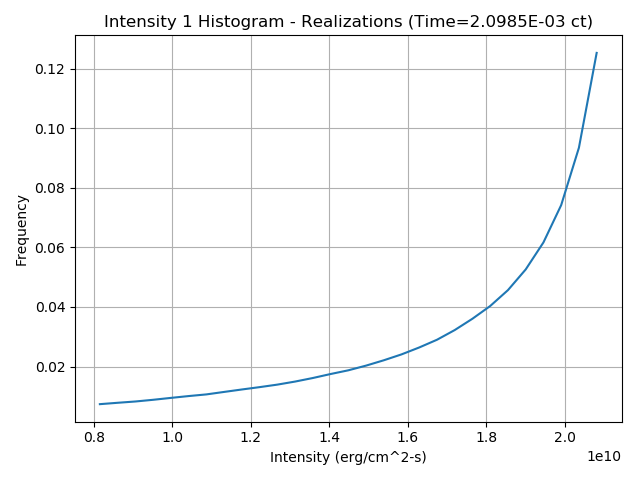 Intensity 1 Histogram - Realizations (Time=2.0985E-03 ct)
0.12
0.10
0.08
0.06
0.04
0.02
Frequency
0.8 1.0 1.2 1.4 1.6 1.8 2.0
1e10
Intensity (erg/cm^2-s)